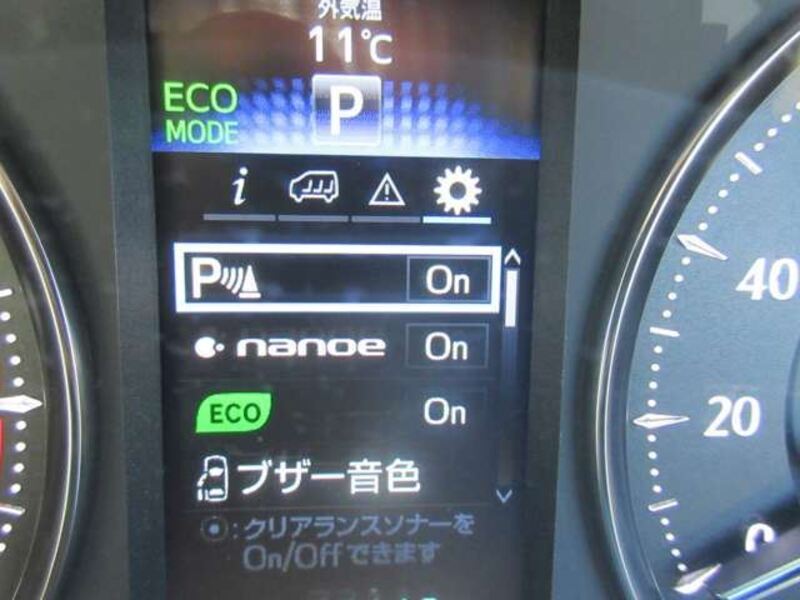 外気温
11℃
ECO
MODE
P
i
P On
nanoe On
ECO On
ブザー音色
:クリアランスソナーを
On/Offできます
40
20
0